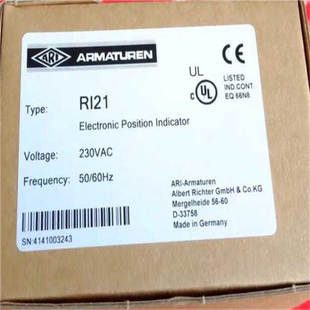 ARI ARMATUREN
CE
UL
Type: RI21
Electronic Position Indicator
UL LISTED
IND.CONT.
EQ 66N8
Voltage: 230VAC
Frequency: 50/60Hz
ARI-Armaturen
Albert Richter GmbH & Co.KG
Mergelheide 56-60
D-33758
Made in Germany
SN:4141003243